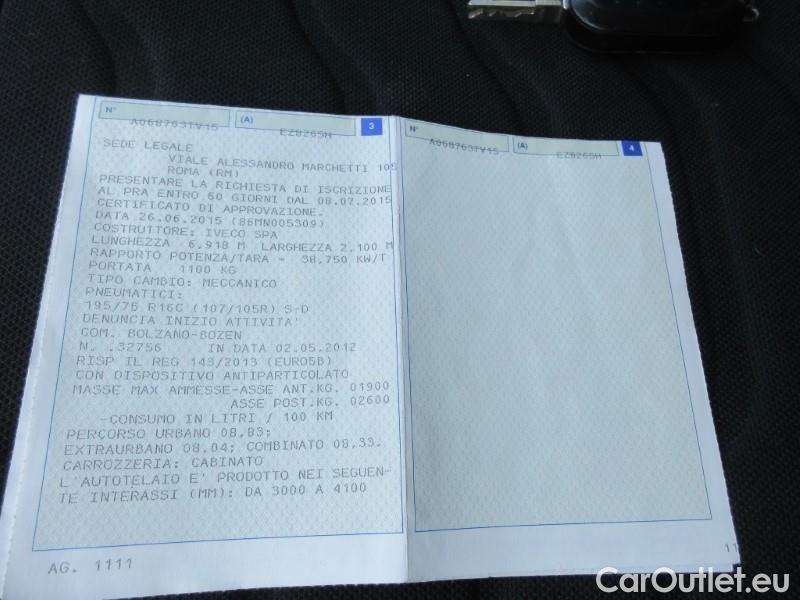 N°
A068763TV15
(A)
EZ826SH
3
SEDE LEGALE
VIALE ALESSANDRO MARCHETTI 105
ROMA (RM)
PRESENTARE LA RICHIESTA DI ISCRIZIONE
AL PRA ENTRO 60 GIORNI DAL 08.07.2015
CERTIFICATO DI APPROVAZIONE.
DATA 26.06.2015 (86MN005309)
COSTRUTTORE: IVECO SPA
LUNGHEZZA 6,918 M LARGHEZZA 2,100 M
RAPPORTO POTENZA/TARA = 38,750 KW/T
PORTATA 1100 KG
TIPO CAMBIO: MECCANICO
PNEUMATICI:
195/75 R16C (107/105R) S-D
DENUNCIA INIZIO ATTIVITA'
COM. BOLZANO-BOZEN
N. .32756 IN DATA 02.05.2012
RISP IL REG 143/2013 (EURO5B)
CON DISPOSITIVO ANTIPARTICOLATO
MASSE MAX AMMESSE-ASSE ANT.KG. 01900
ASSE POST.KG. 02600
-CONSUMO IN LITRI / 100 KM
PERCORSO URBANO 08,83;
EXTRAURBANO 08,04; COMBINATO 08,33.
CARROZZERIA: CABINATO
L'AUTOTELAIO E' PRODOTTO NEI SEGUEN-
TE INTERASSI (MM): DA 3000 A 4100
AG. 1111
N°
A068763TV15
(A)
EZ826SH
4
11
CarOutlet.eu